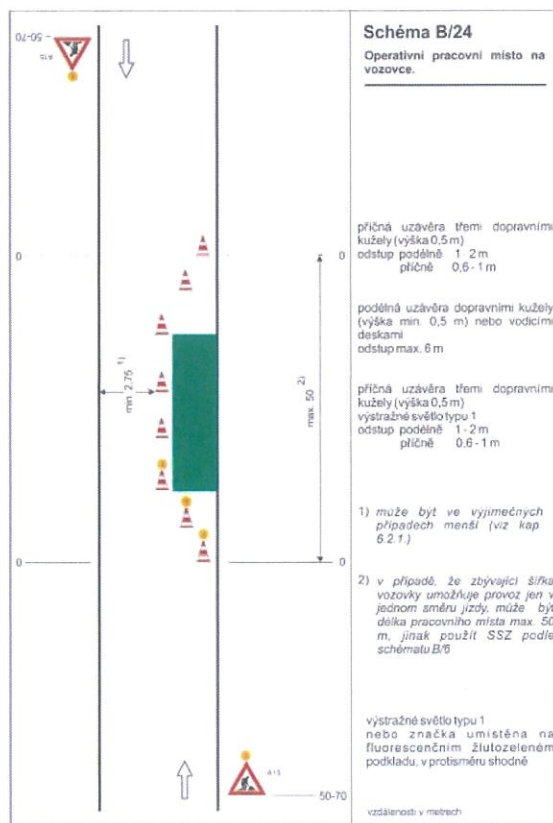 Schéma B/24
Operativní pracovní místo na
vozovce.
50-70
A15
0
0
příčná uzávěra třemi dopravními
kužely (výška 0,5 m)
odstup podélně 1 - 2 m
příčně 0,6 - 1 m
podélná uzávěra dopravními kužely
(výška min. 0,5 m) nebo vodicími
deskami
odstup max. 6 m
min. 2,75 1)
max. 50 2)
příčná uzávěra třemi dopravními
kužely (výška 0,5 m)
výstražné světlo typu 1
odstup podélně 1 - 2 m
příčně 0,6 - 1 m
1) může být ve výjimečných
případech menší (viz kap
6.2.1.)
0
0
2) v případě, že zbývající šířka
vozovky umožňuje provoz jen v
jednom směru jízdy, může být
délka pracovního místa max. 50
m, jinak použít SSZ podle
schématu B/6
výstražné světlo typu 1
nebo značka umístěna na
fluorescenčním žlutozeleném
podkladu, v protisměru shodně
A15
50-70
vzdálenosti v metrech